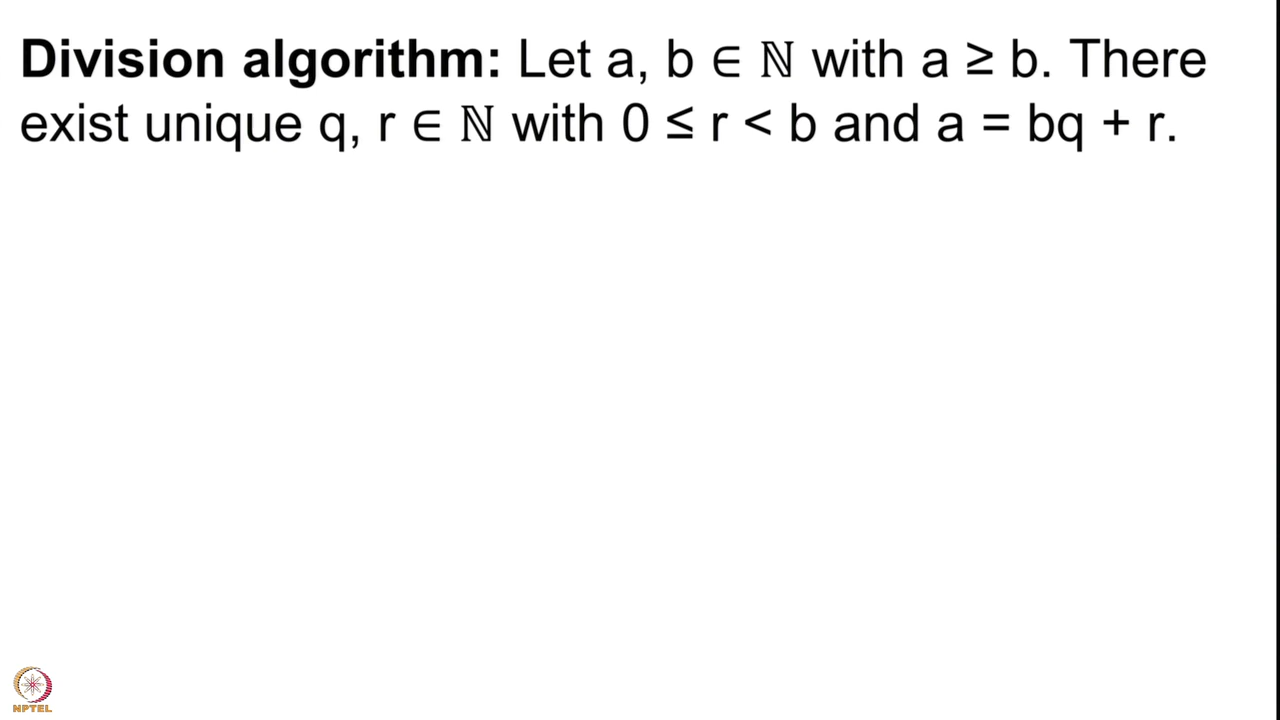 Division algorithm: Let a, b ∈ ℕ with a ≥ b. There
exist unique q, r ∈ ℕ with 0 ≤ r < b and a = bq + r.
NPTEL